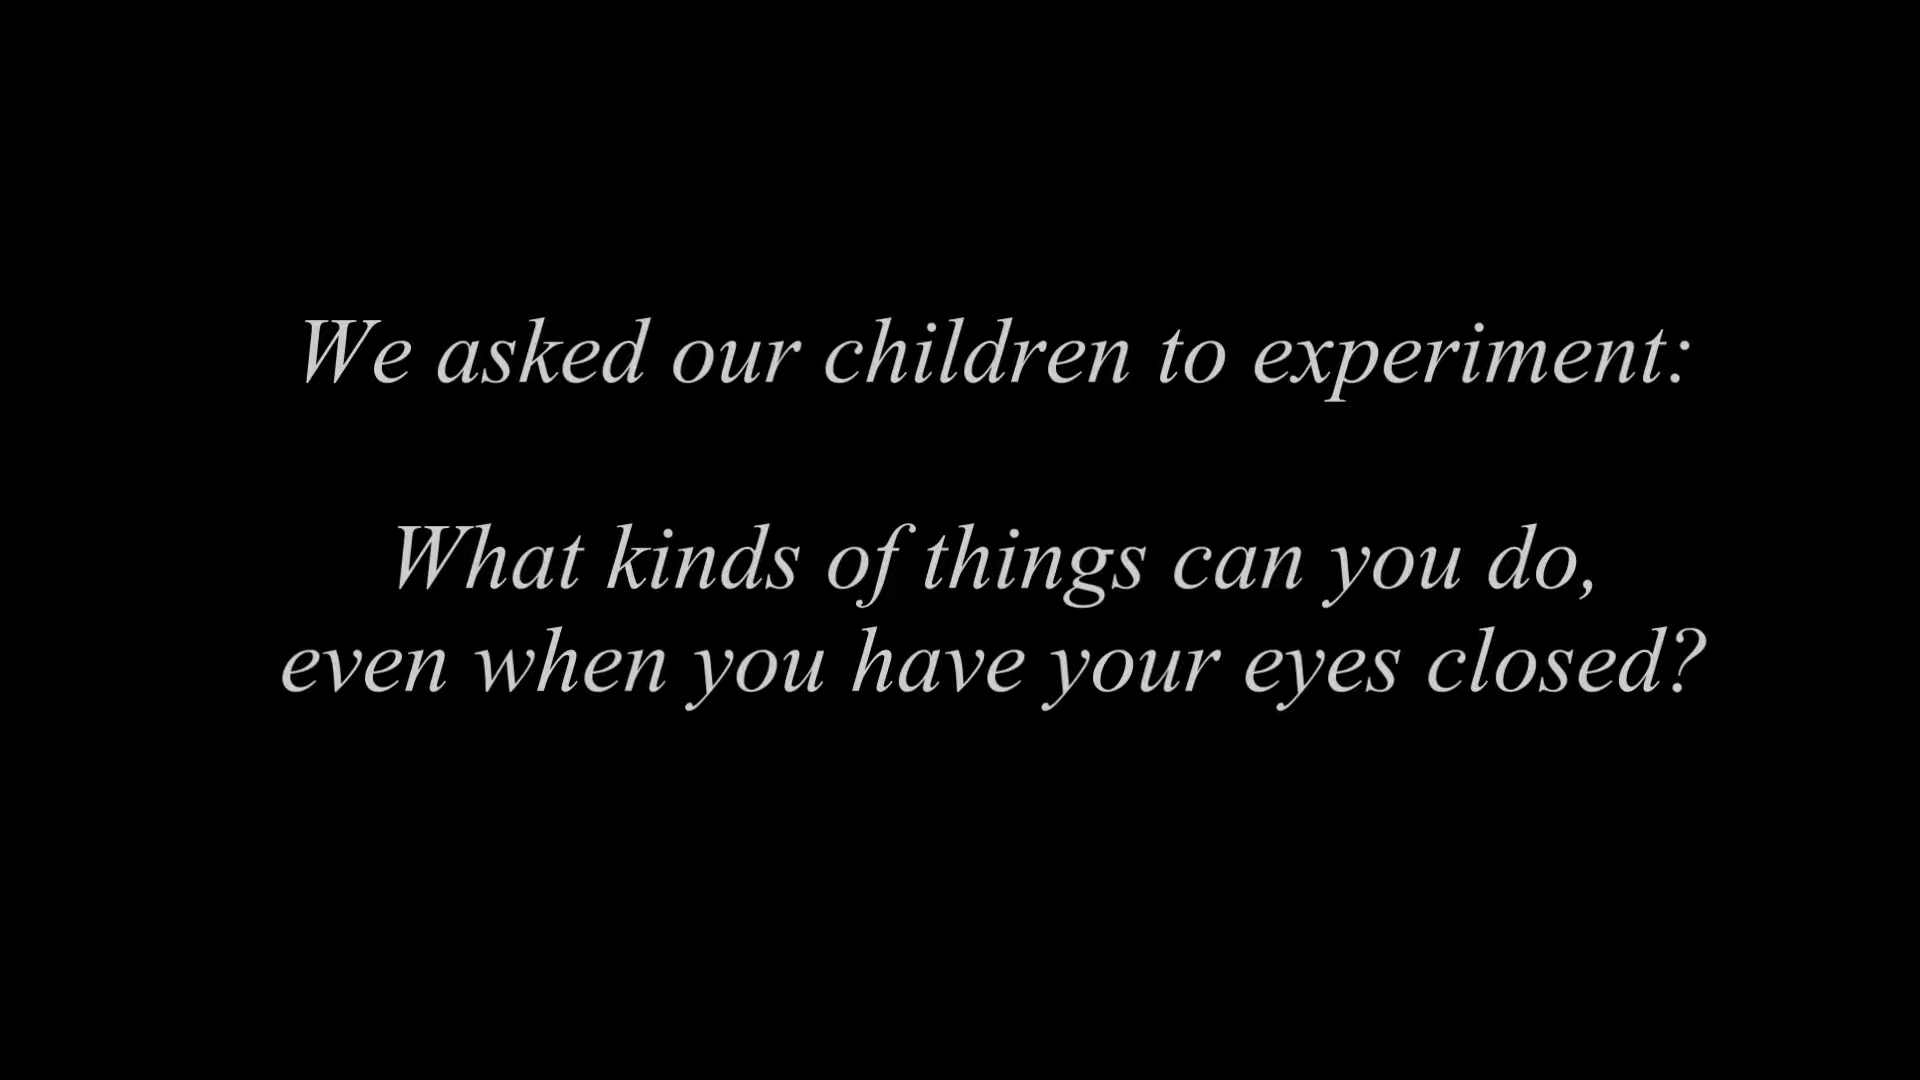 We asked our children to experiment:
What kinds of things can you do,
even when you have your eyes closed?